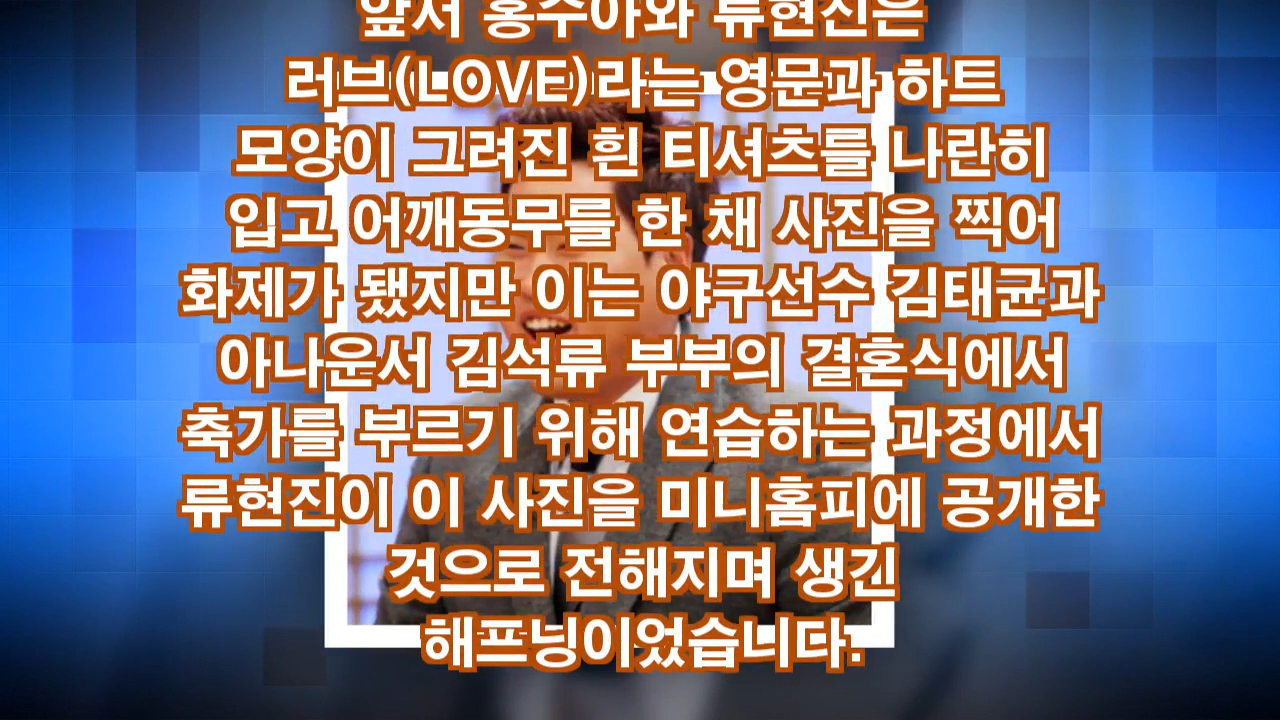 앞서 홍수아와 류현진은
러브(LOVE)라는 영문과 하트
모양이 그려진 흰 티셔츠를 나란히
입고 어깨동무를 한 채 사진을 찍어
화제가 됐지만 이는 야구선수 김태균과
아나운서 김석류 부부의 결혼식에서
축가를 부르기 위해 연습하는 과정에서
류현진이 이 사진을 미니홈피에 공개한
것으로 전해지며 생긴
해프닝이었습니다.